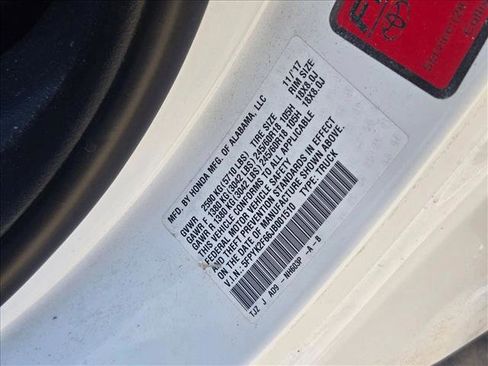 MFD. BY HONDA MFG. OF ALABAMA, LLC 11/'17
TIRE SIZE RIM SIZE
GVWR 2590 KG (5710 LBS)
GAWR F 1380 KG (3042 LBS) 245/60R18 105H 18X8.0J
GAWR R 1380 KG (3042 LBS) 245/60R18 105H 18X8.0J
THIS VEHICLE CONFORMS TO ALL APPLICABLE
FEDERAL MOTOR VEHICLE SAFETY
AND THEFT PREVENTION STANDARDS IN EFFECT
ON THE DATE OF MANUFACTURE SHOWN ABOVE.
V.I.N.: TYPE: TRUCK
TJZ J AD9 -NH603P -A -B